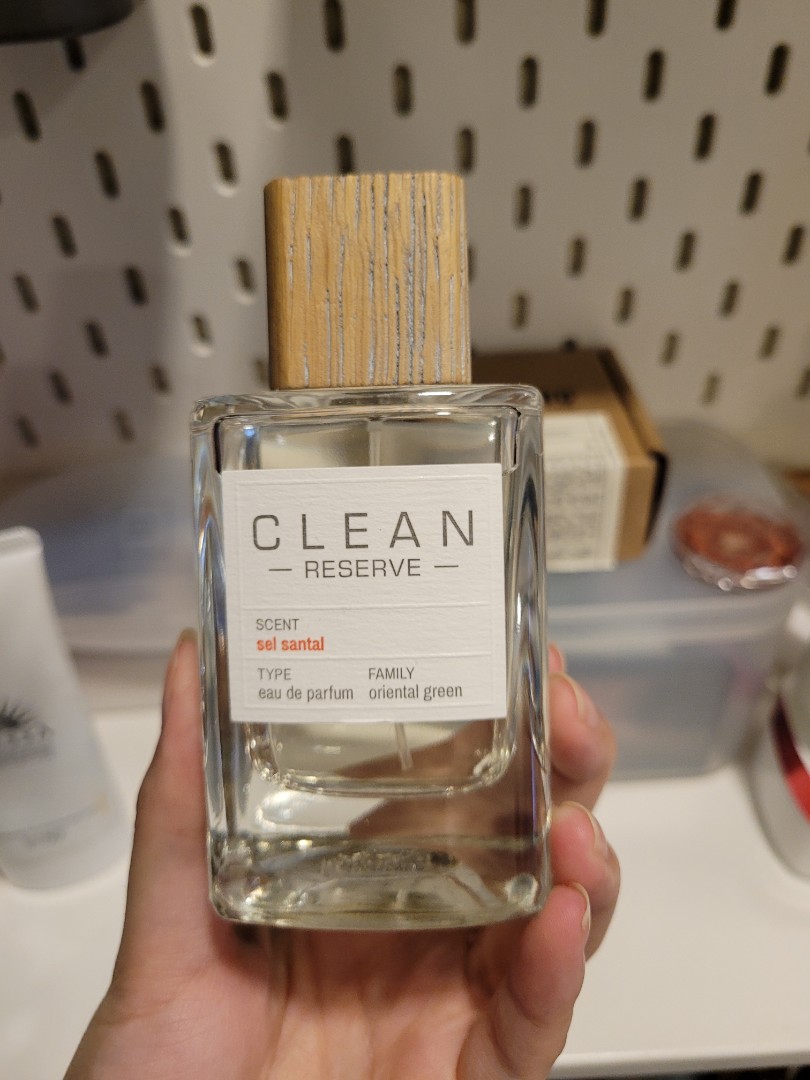 CLEAN
— RESERVE —
SCENT
sel santal
TYPE FAMILY
eau de parfum oriental green